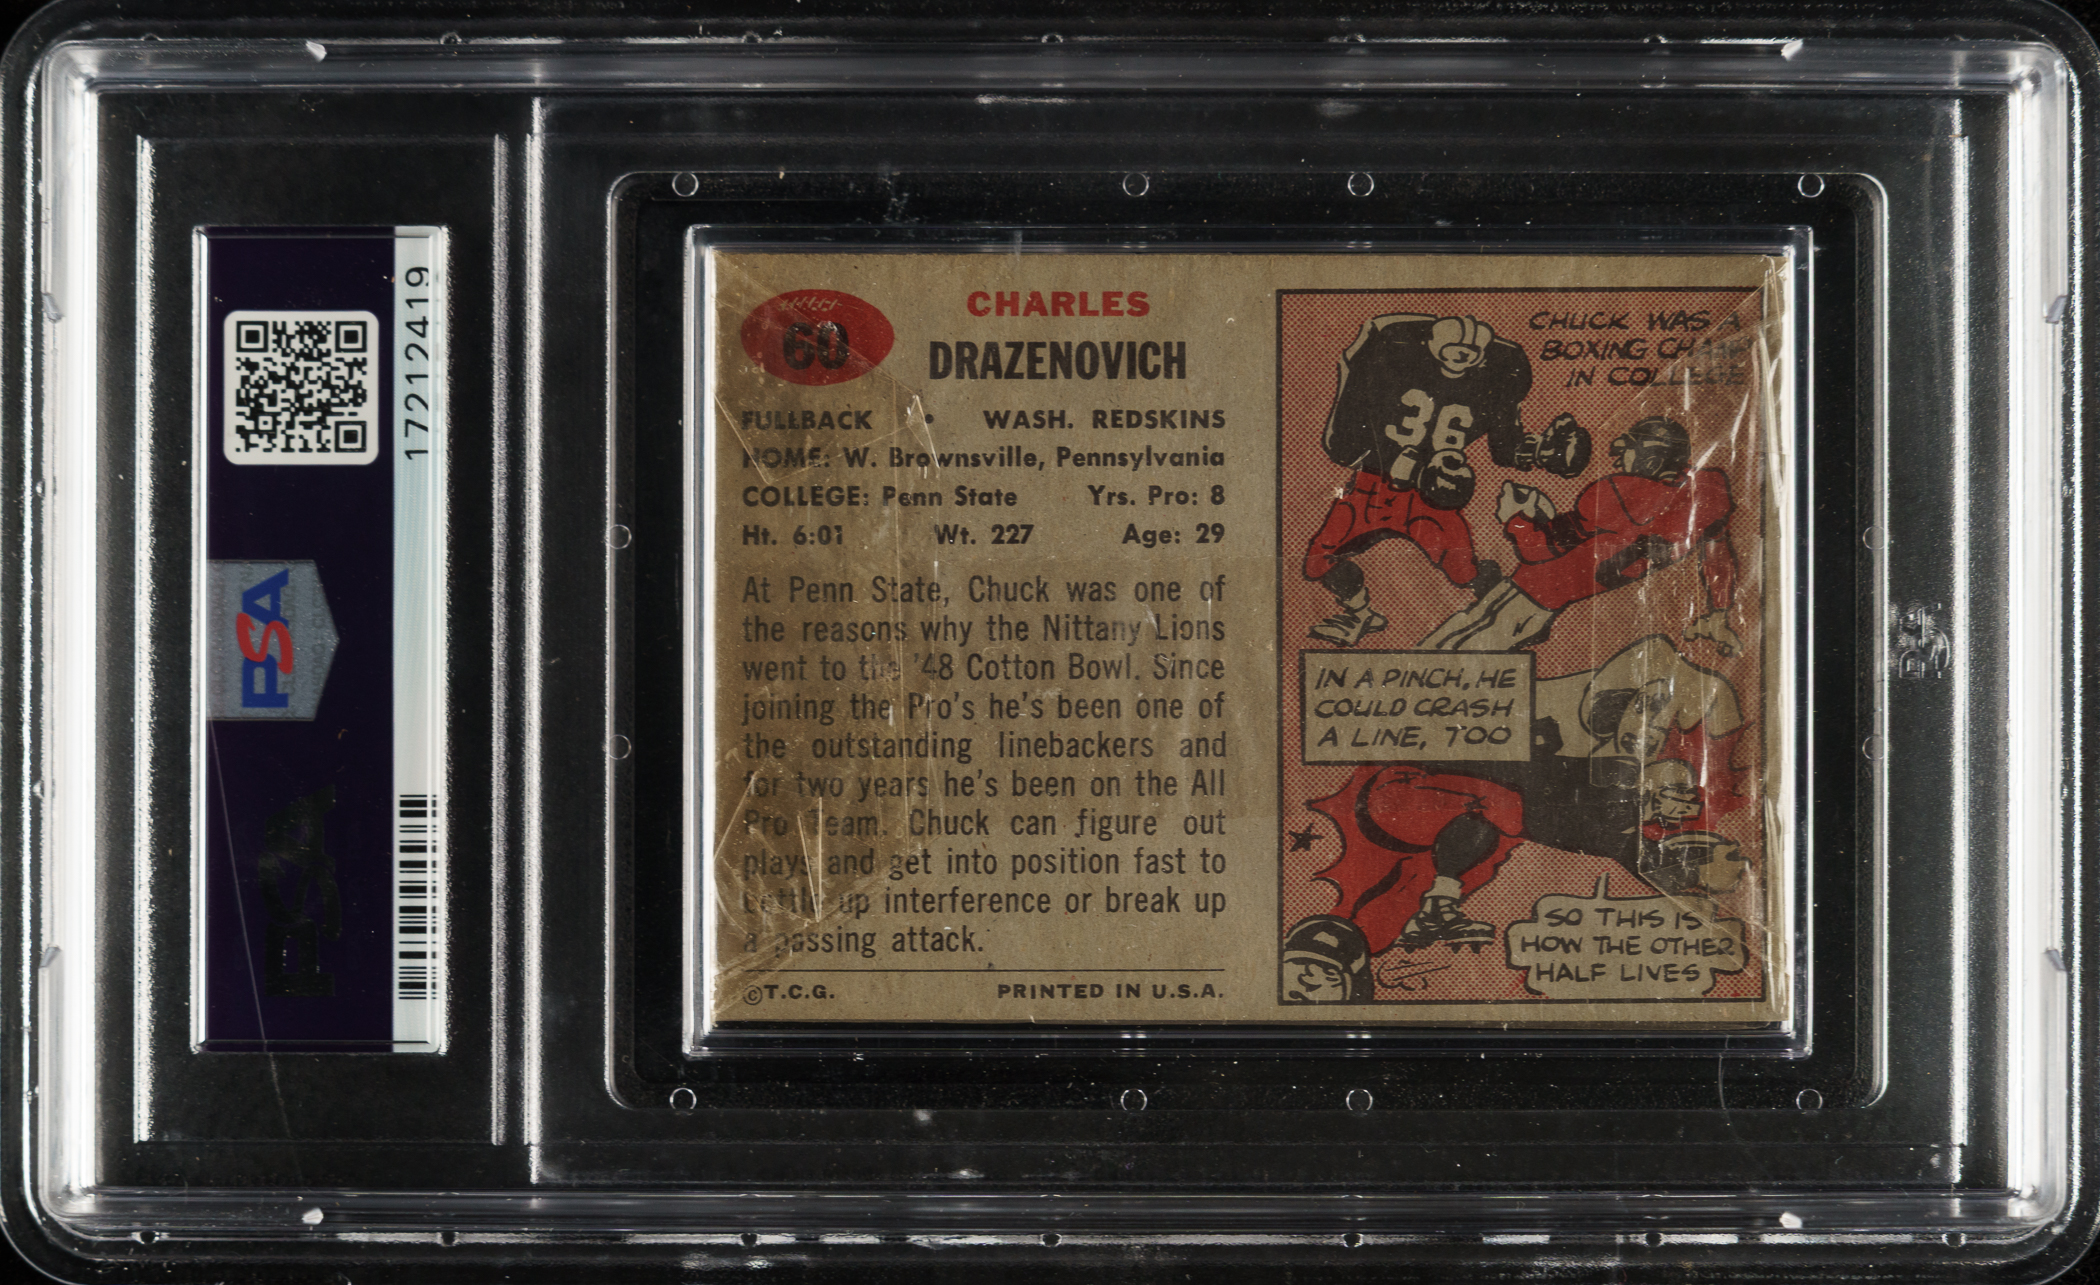 17212419
PSA
60
CHARLES
DRAZENOVICH
FULLBACK • WASH. REDSKINS
HOME: W. Brownsville, Pennsylvania
COLLEGE: Penn State Yrs. Pro: 8
Ht. 6:01 Wt. 227 Age: 29
At Penn State, Chuck was one of
the reasons why the Nittany Lions
went to the '48 Cotton Bowl. Since
joining the Pro's he's been one of
the outstanding linebackers and
for two years he's been on the All
Pro Team. Chuck can figure out
plays and get into position fast to
up interference or break up
a passing attack.
©T.C.G. PRINTED IN U.S.A.
CHUCK WAS A
BOXING CHAMP
IN COLLEGE
36
IN A PINCH, HE
COULD CRASH
A LINE, TOO
SO THIS IS
HOW THE OTHER
HALF LIVES
PSA